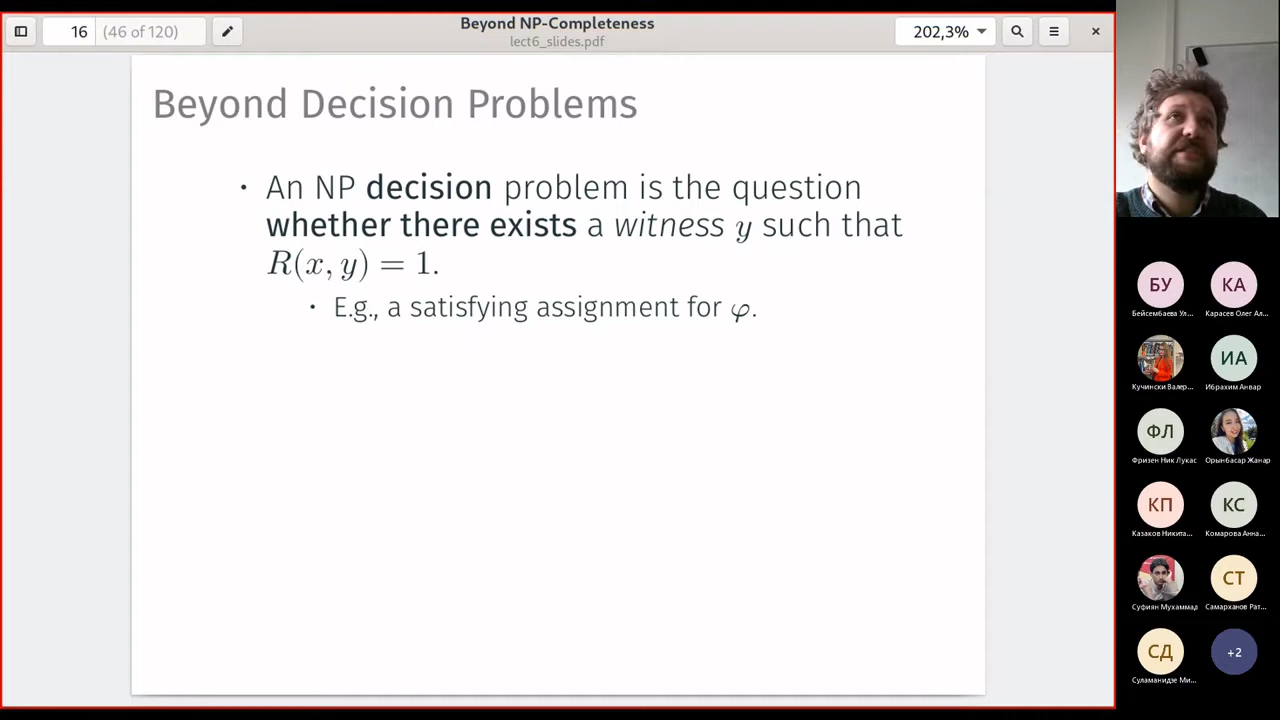 Beyond NP-Completeness
lect6_slides.pdf
16 (46 of 120)
202,3%
Beyond Decision Problems
• An NP decision problem is the question
whether there exists a witness y such that
R(x, y) = 1.
• E.g., a satisfying assignment for φ.
БУ
КА
Бейсембаева Ул...
Карасев Олег Ал...
ИА
Кучински Валер...
Ибрахим Анвар
ФЛ
Фризен Ник Лукас
Орынбасар Жанар
КП
КС
Казаков Никита...
Комарова Анна...
СТ
Суфиян Мухаммад
Самарханов Рат...
СД
+2
Суламанидзе Ми...